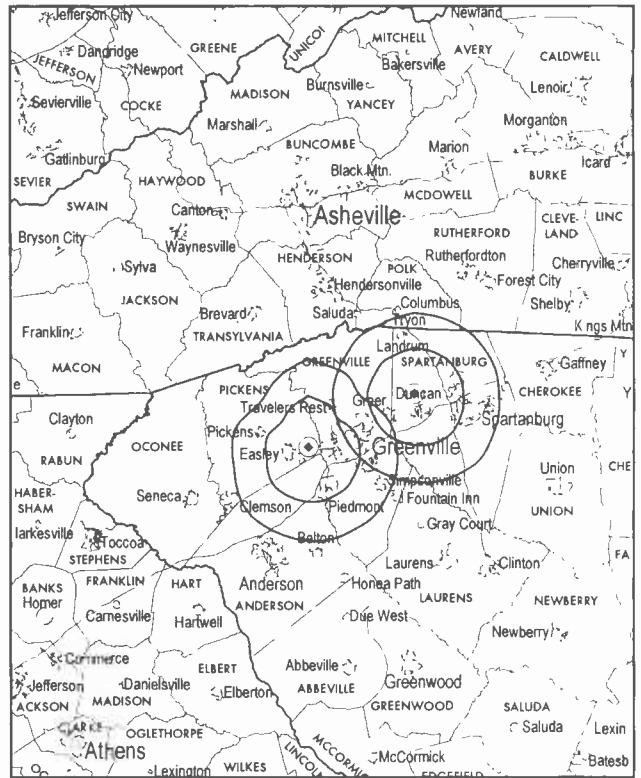 Jefferson City
Newland
Dandridge
GREENE
UNICOI
MITCHELL
AVERY
JEFFERSON
Newport
Bakersville
CALDWELL
Sevierville
COCKE
MADISON
Burnsville
YANCEY
Lenoir
Marshall
Morganton
Gatlinburg
BUNCOMBE
Marion
Icard
SEVIER
HAYWOOD
Black Mtn.
BURKE
SWAIN
Canton
Asheville
MCDOWELL
CLEVE-
LAND
LINC
Bryson City
Waynesville
RUTHERFORD
Sylva
HENDERSON
POLK
Rutherfordton
Cherryville
JACKSON
Hendersonville
Forest City
Brevard
Saluda
Columbus
Shelby
Franklin
TRANSYLVANIA
Tryon
Kings Mtn
MACON
Landrum
GREENVILLE
SPARTANBURG
Gaffney
Y
e
PICKENS
Greer
Duncan
CHEROKEE
Y
Clayton
Travelers Rest
Spartanburg
OCONEE
Pickens
Greenville
RABUN
Easley
Union
CHE
HABER-
SHAM
Seneca
Simpsonville
Clemson
Piedmont
Fountain Inn
UNION
larkesville
Toccoa
Belton
Gray Court
STEPHENS
Laurens
Clinton
FA
BANKS
FRANKLIN
HART
Anderson
Honea Path
Homer
ANDERSON
LAURENS
NEWBERRY
Carnesville
Hartwell
Due West
Newberry
Commerce
ELBERT
Abbeville
Jefferson
Danielsville
Elberton
ABBEVILLE
Greenwood
ACKSON
MADISON
GREENWOOD
SALUDA
CLARKE
OGLETHORPE
Saluda
Lexin
Athens
MCCORMIC
McCormick
Batesb
OC
Lexington
WILKES
LINCOLN
EDGEFIELD